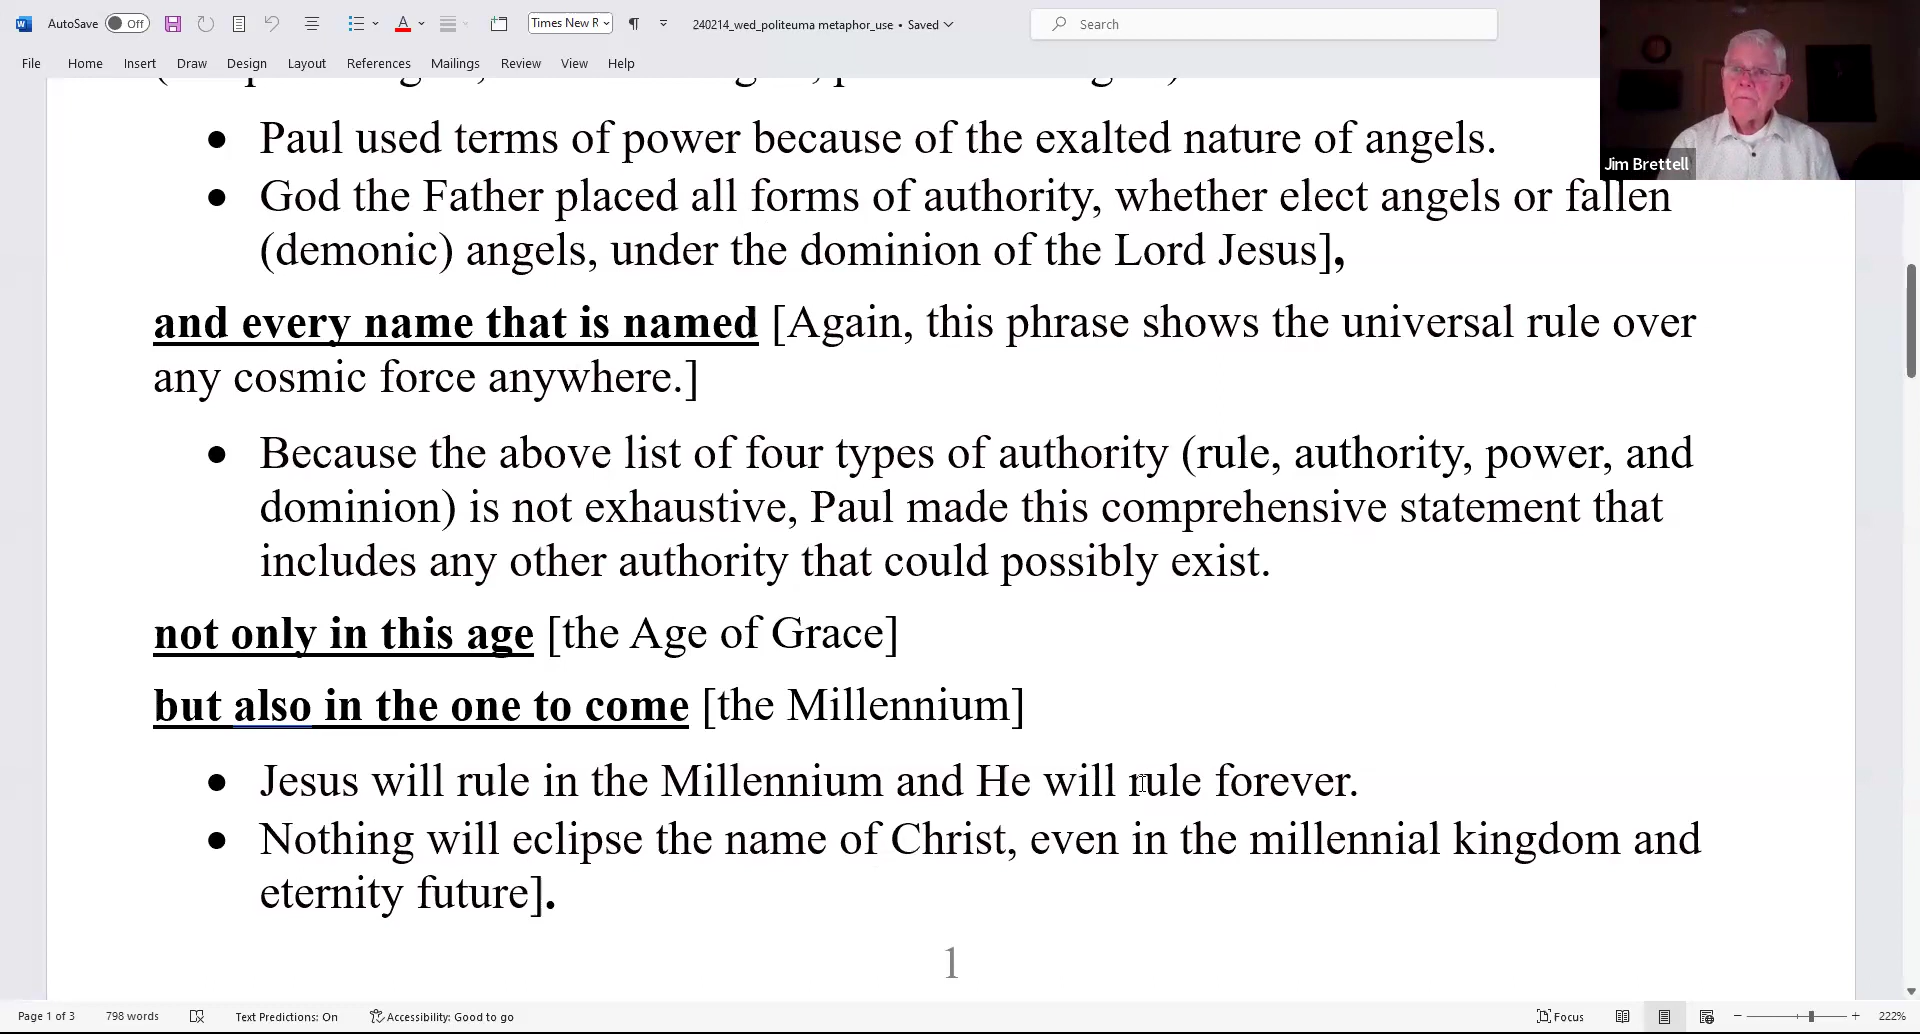 AutoSave Off Times New R 240214_wed_politeuma metaphor_use • Saved Search
File Home Insert Draw Design Layout References Mailings Review View Help
• Paul used terms of power because of the exalted nature of angels.
Jim Brettell
• God the Father placed all forms of authority, whether elect angels or fallen
(demonic) angels, under the dominion of the Lord Jesus],
and every name that is named [Again, this phrase shows the universal rule over
any cosmic force anywhere.]
• Because the above list of four types of authority (rule, authority, power, and
dominion) is not exhaustive, Paul made this comprehensive statement that
includes any other authority that could possibly exist.
not only in this age [the Age of Grace]
but also in the one to come [the Millennium]
• Jesus will rule in the Millennium and He will rule forever.
• Nothing will eclipse the name of Christ, even in the millennial kingdom and
eternity future].
1
Page 1 of 3 798 words Text Predictions: On Accessibility: Good to go Focus 222%